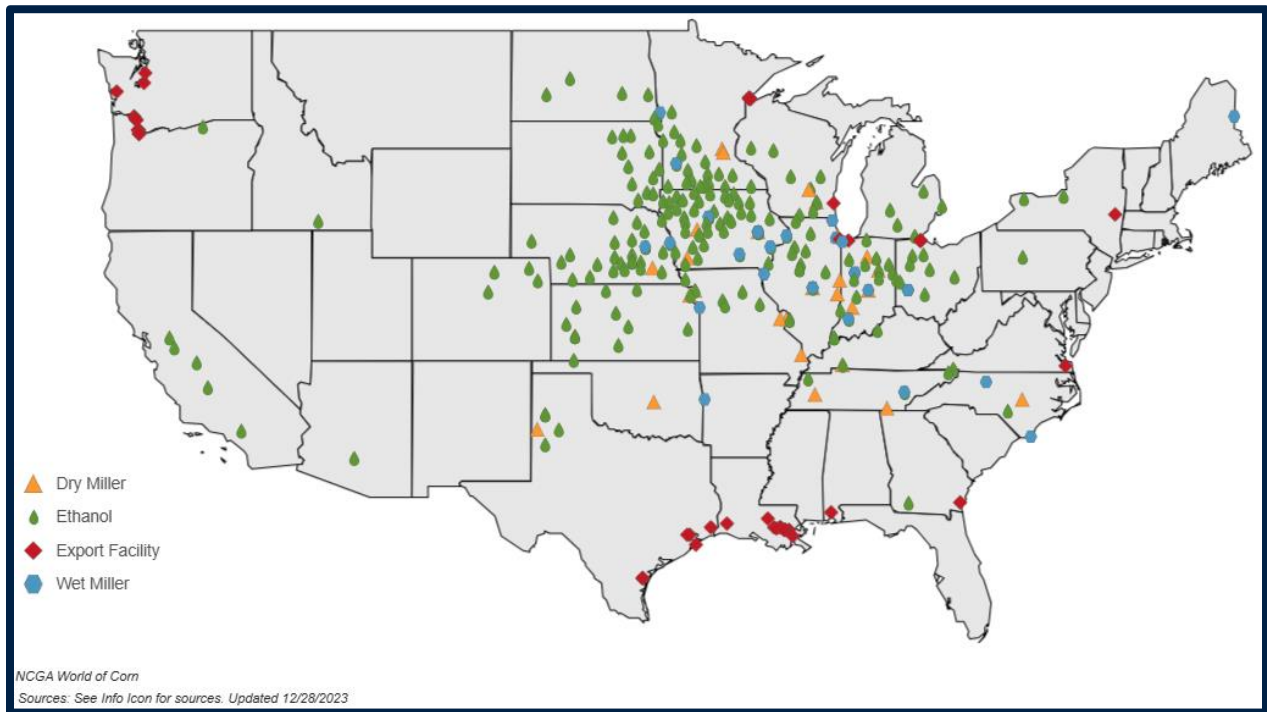 Dry Miller
Ethanol
Export Facility
Wet Miller
NCGA World of Corn
Sources: See Info Icon for sources. Updated 12/28/2023